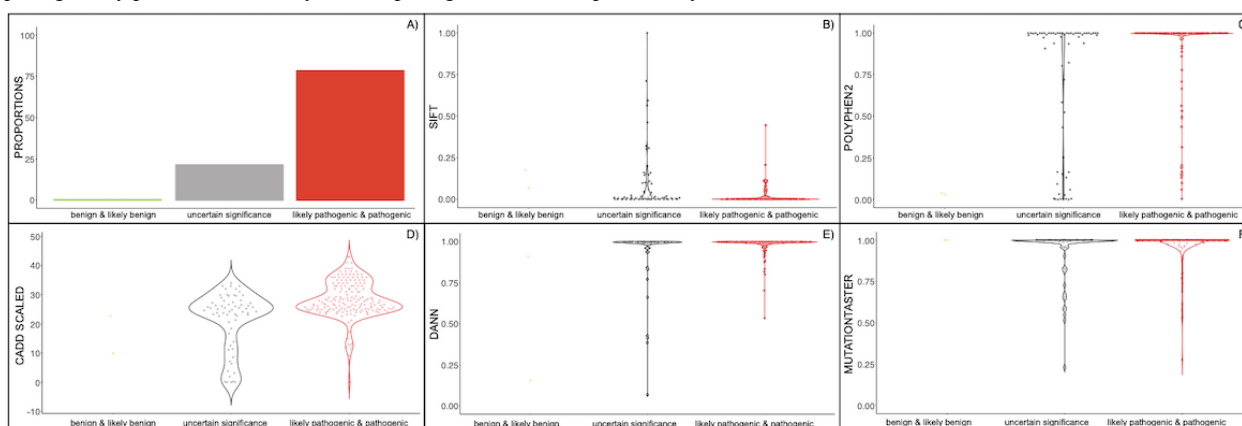 A)
PROPORTIONS
100
75
50
25
0
benign & likely benign
uncertain significance
likely pathogenic & pathogenic
B)
SIFT
1.00
0.75
0.50
0.25
0.00
benign & likely benign
uncertain significance
likely pathogenic & pathogenic
POLYPHEN2
1.00
0.75
0.50
0.25
0.00
benign & likely benign
uncertain significance
likely pathogenic & pathogenic
D)
CADD SCALED
50
40
30
20
10
0
-10
benign & likely benign
uncertain significance
likely pathogenic & pathogenic
E)
DANN
1.00
0.75
0.50
0.25
0.00
benign & likely benign
uncertain significance
likely pathogenic & pathogenic
MUTATIONTASTER
1.00
0.75
0.50
0.25
0.00
benign & likely benign
uncertain significance
likely pathogenic & pathogenic